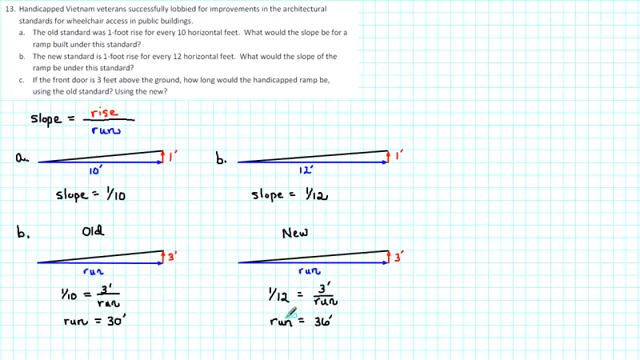 13. Handicapped Vietnam veterans successfully lobbied for improvements in the architectural
standards for wheelchair access in public buildings.
a. The old standard was 1-foot rise for every 10 horizontal feet. What would the slope be for a
ramp built under this standard?
b. The new standard is 1-foot rise for every 12 horizontal feet. What would the slope of the
ramp be under this standard?
c. If the front door is 3 feet above the ground, how long would the handicapped ramp be,
using the old standard? Using the new?
slope = rise / run
a. 1' b. 1'
10' 12'
slope = 1/10 slope = 1/12
b. Old New
3' 3'
run run
1/10 = 3'/run 1/12 = 3'/run
run = 30' run = 36'